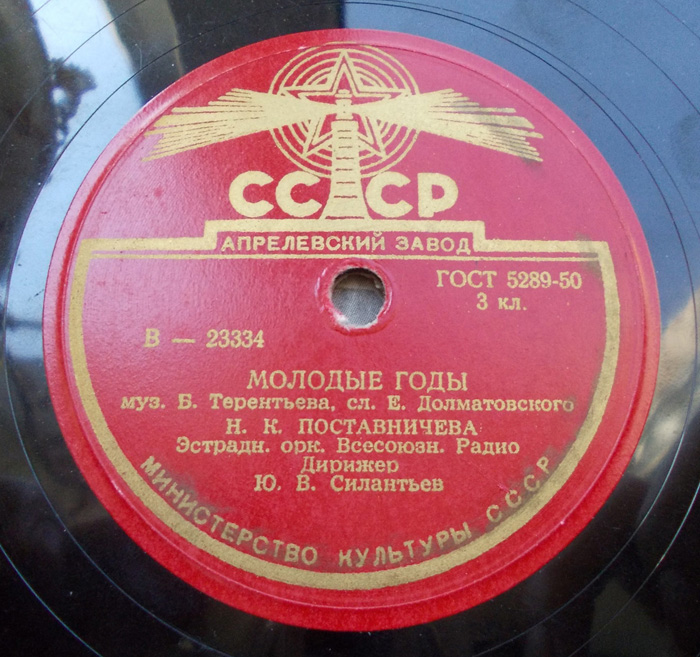 СССР
АПРЕЛЕВСКИЙ ЗАВОД
ГОСТ 5289-50
3 кл.
В — 23334
МОЛОДЫЕ ГОДЫ
муз. Б. Терентьева, сл. Е. Долматовского
Н. К. ПОСТАВНИЧЕВА
Эстрадн. орк. Всесоюзн. Радио
Дирижер
Ю. В. Силантьев
МИНИСТЕРСТВО КУЛЬТУРЫ СССР